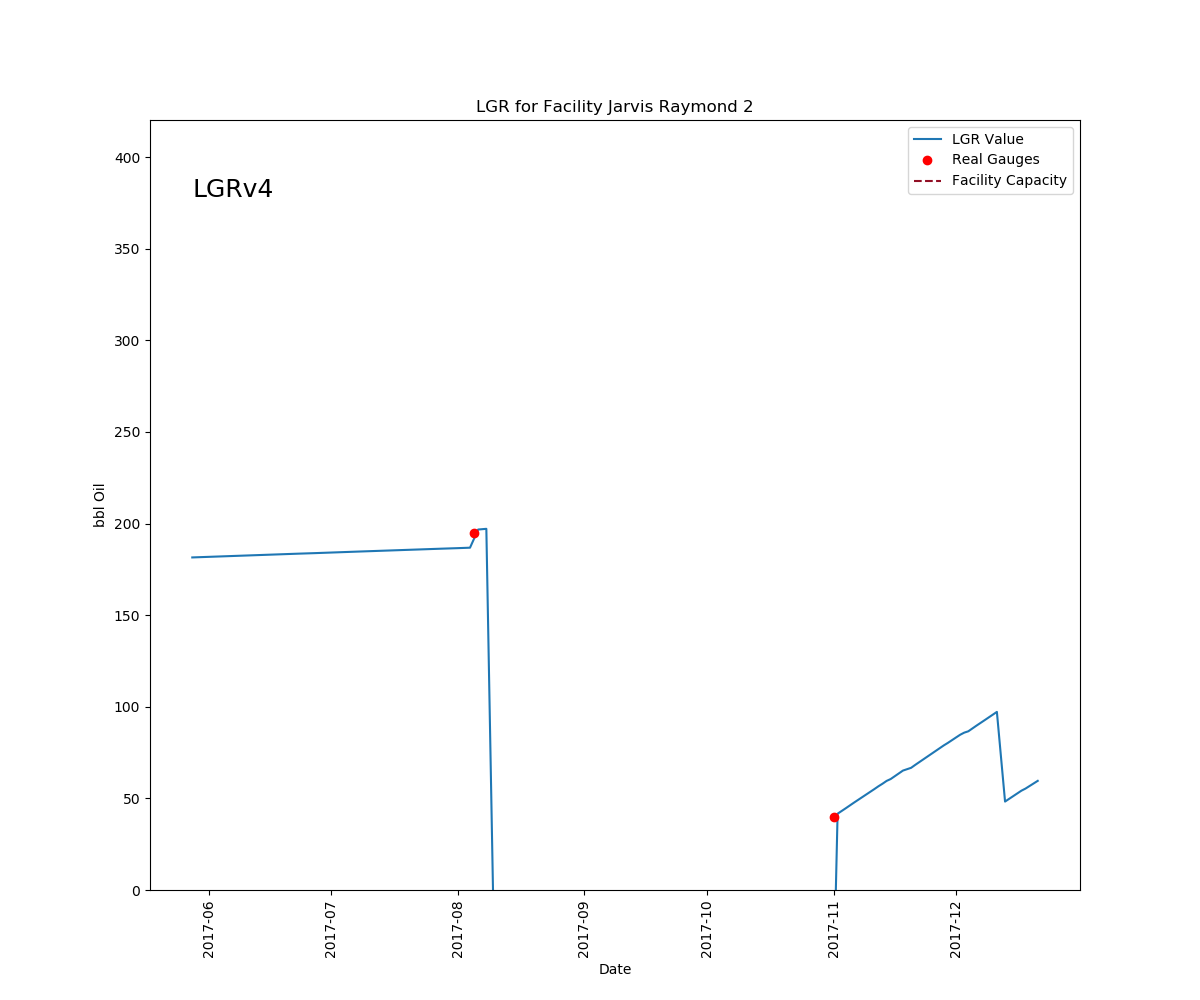 LGR for Facility Jarvis Raymond 2
LGR Value
Real Gauges
Facility Capacity
LGRv4
400
350
300
250
200
150
100
50
0
bbl Oil
2017-06
2017-07
2017-08
2017-09
2017-10
2017-11
2017-12
Date